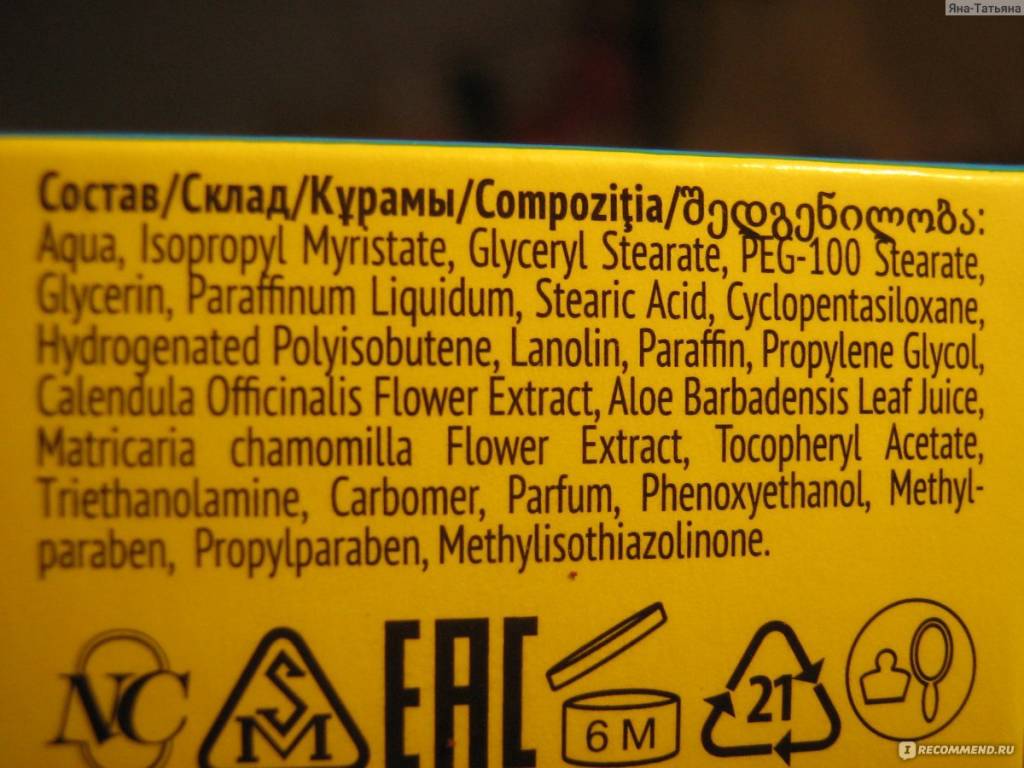 Яна-Татьяна
Состав/Склад/Құрамы/Compoziţia/შედგენილობა:
Aqua, Isopropyl Myristate, Glyceryl Stearate, PEG-100 Stearate,
Glycerin, Paraffinum Liquidum, Stearic Acid, Cyclopentasiloxane,
Hydrogenated Polyisobutene, Lanolin, Paraffin, Propylene Glycol,
Calendula Officinalis Flower Extract, Aloe Barbadensis Leaf Juice,
Matricaria chamomilla Flower Extract, Tocopheryl Acetate,
Triethanolamine, Carbomer, Parfum, Phenoxyethanol, Methyl-
paraben, Propylparaben, Methylisothiazolinone.
NC SM EAC 6 M 21
I RECOMMEND.RU